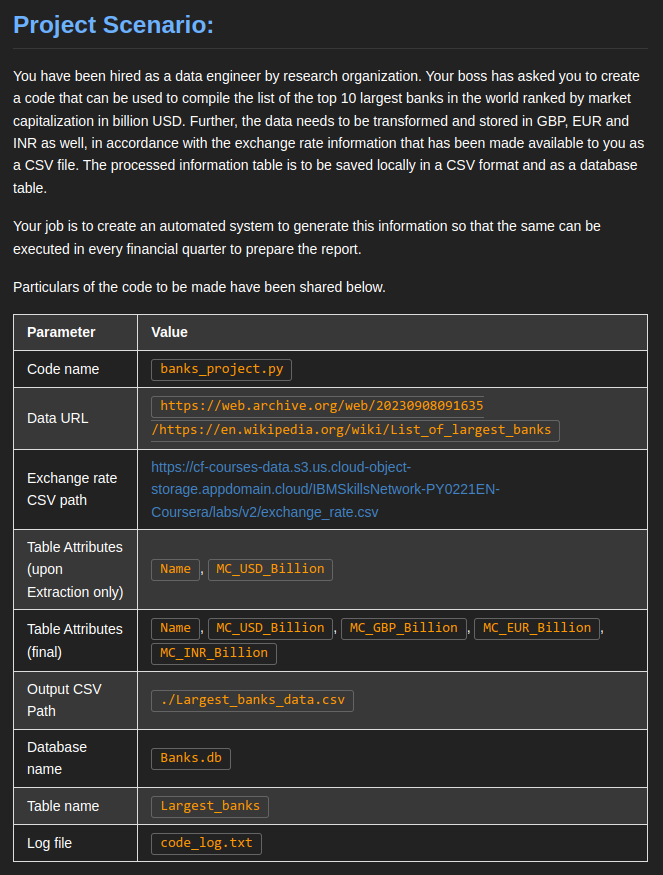 Project Scenario:
You have been hired as a data engineer by research organization. Your boss has asked you to create
a code that can be used to compile the list of the top 10 largest banks in the world ranked by market
capitalization in billion USD. Further, the data needs to be transformed and stored in GBP, EUR and
INR as well, in accordance with the exchange rate information that has been made available to you as
a CSV file. The processed information table is to be saved locally in a CSV format and as a database
table.
Your job is to create an automated system to generate this information so that the same can be
executed in every financial quarter to prepare the report.
Particulars of the code to be made have been shared below.
Parameter Value
Code name banks_project.py
Data URL
https://web.archive.org/web/20230908091635
/https://en.wikipedia.org/wiki/List_of_largest_banks
Exchange rate
CSV path
https://cf-courses-data.s3.us.cloud-object-
storage.appdomain.cloud/IBMSkillsNetwork-PY0221EN-
Coursera/labs/v2/exchange_rate.csv
Table Attributes
(upon
Extraction only)
Name, MC_USD_Billion
Table Attributes
(final)
Name, MC_USD_Billion, MC_GBP_Billion, MC_EUR_Billion,
MC_INR_Billion
Output CSV
Path
./Largest_banks_data.csv
Database
name
Banks.db
Table name Largest_banks
Log file code_log.txt